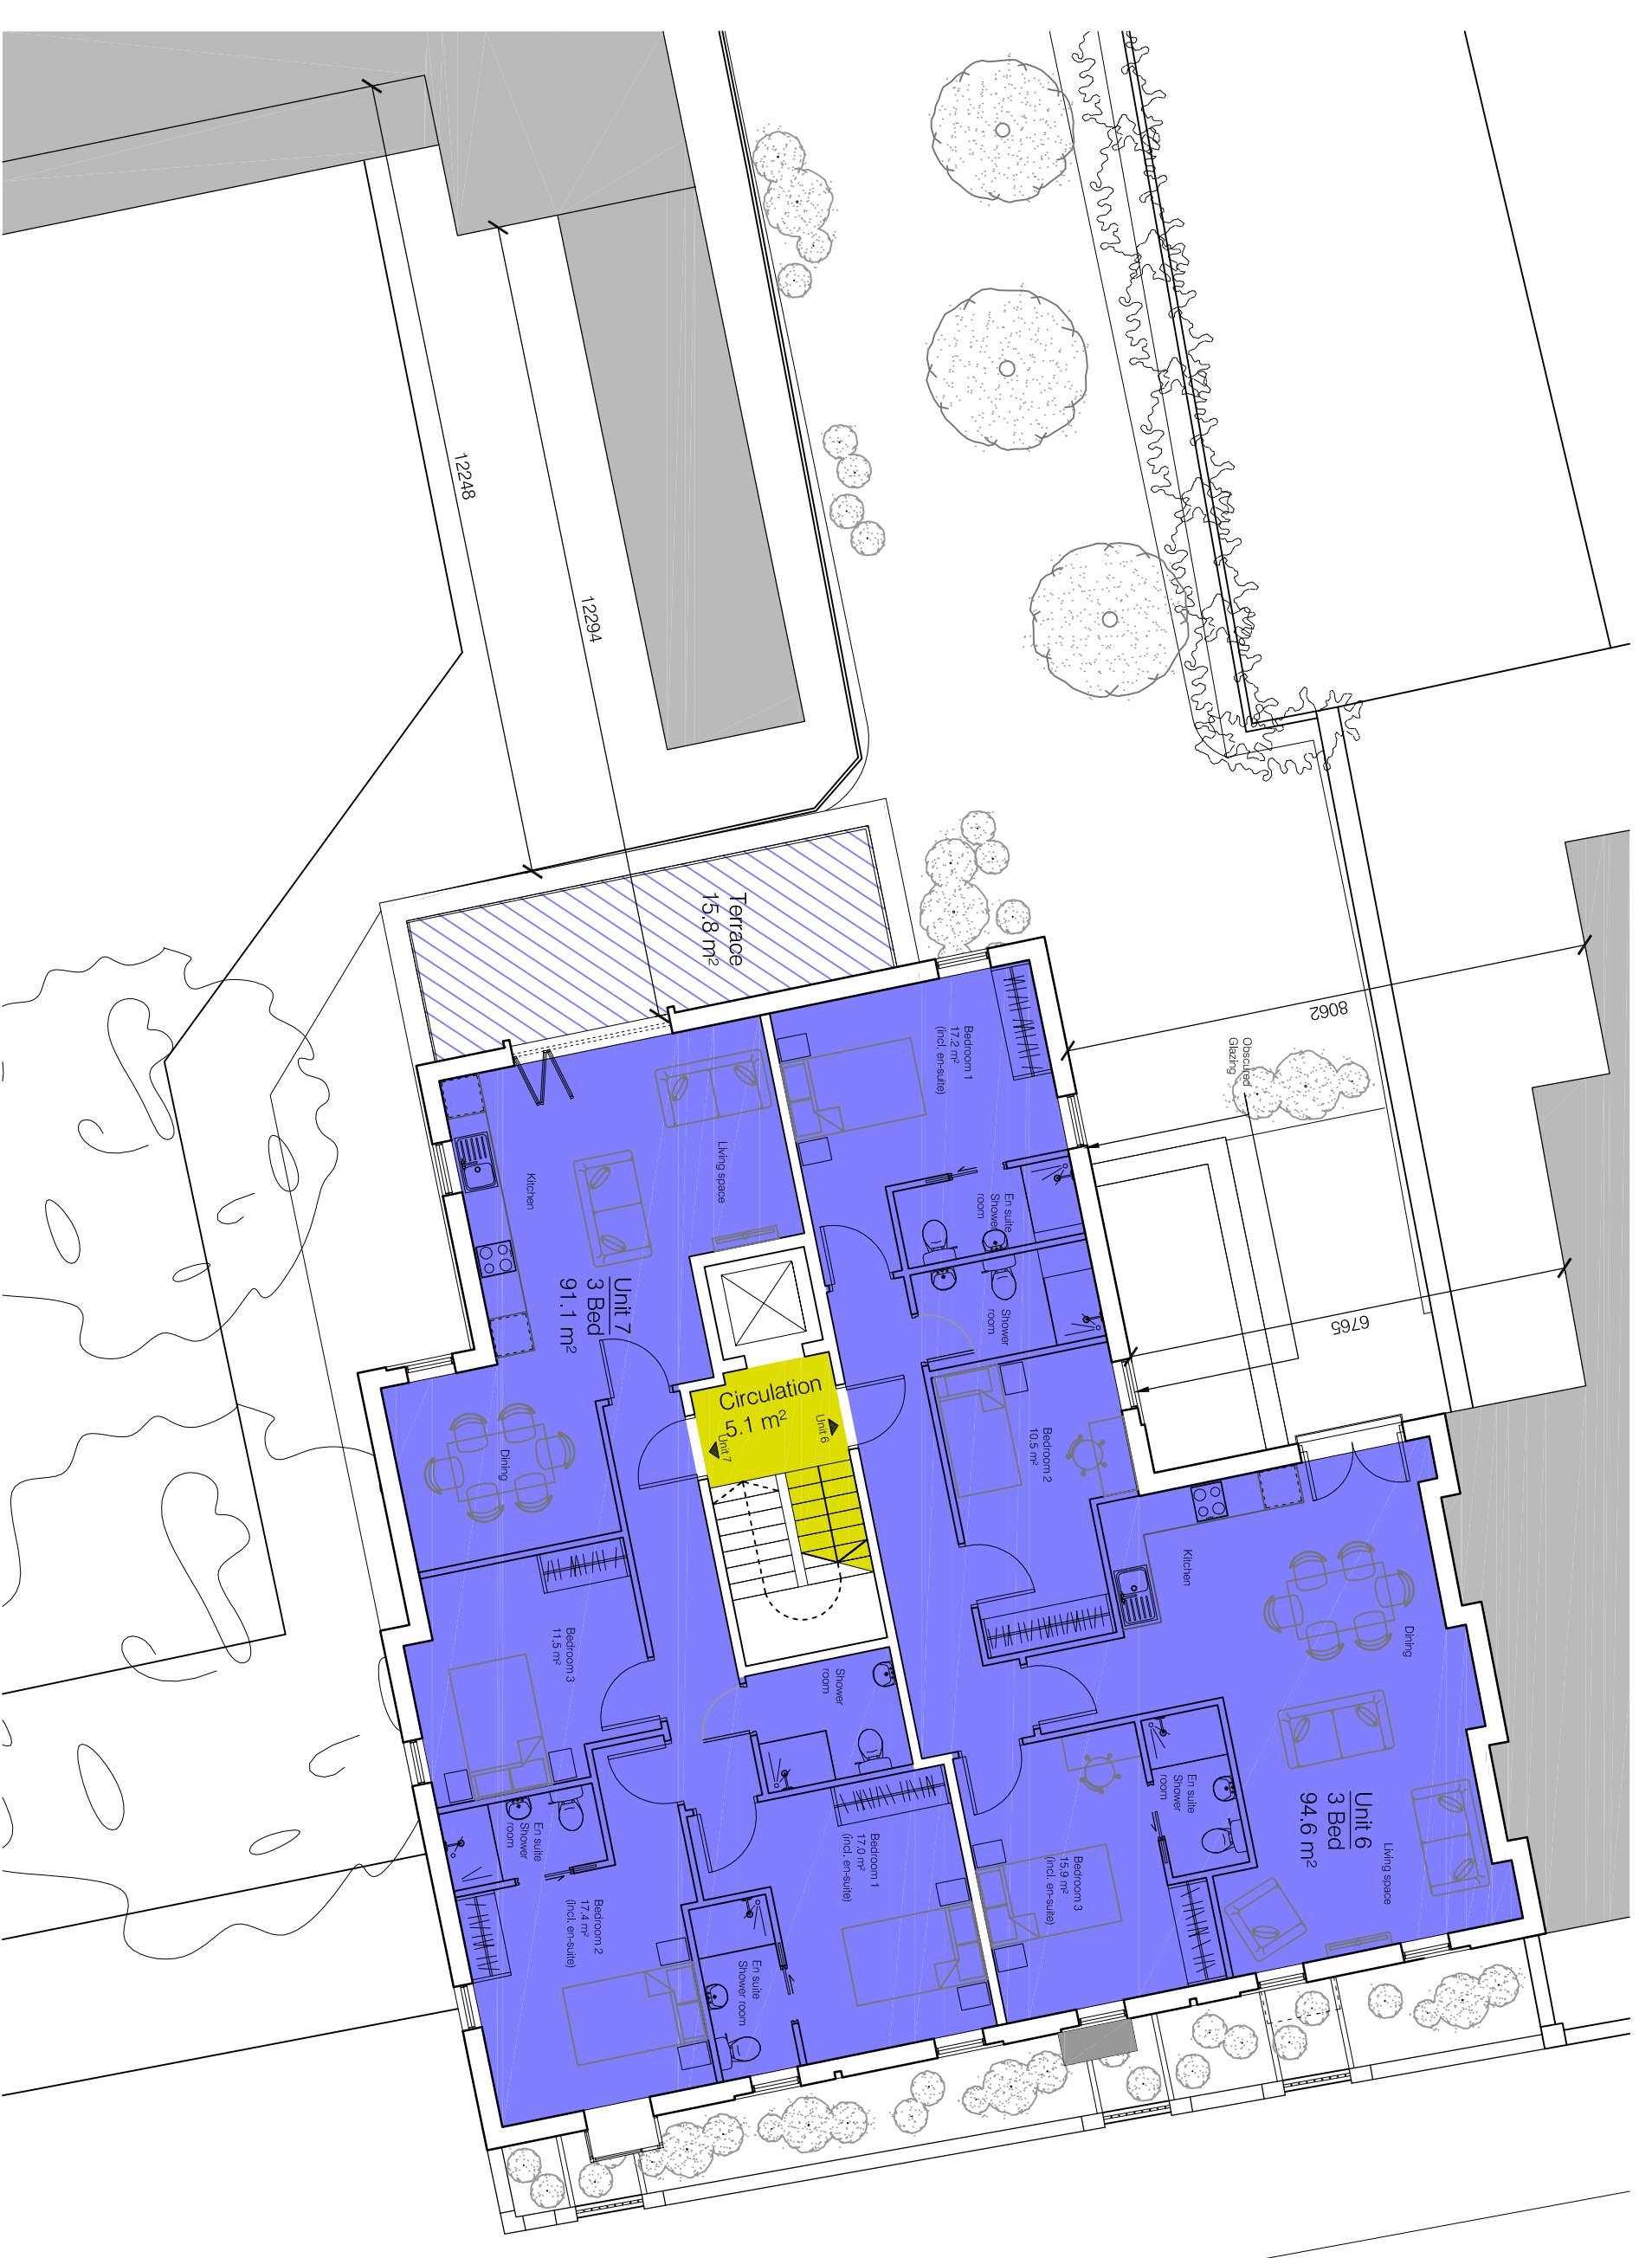 12248
12294
Terrace
15.8 m²
8062
Obscured
Glazing
6765
Bedroom 1
17.2 m²
(incl. en-suite)
Living space
Kitchen
En suite
Shower
room
Shower
room
Unit 7
3 Bed
91.1 m²
Circulation
5.1 m²
Unit 6
Unit 7
Dining
Bedroom 2
10.5 m²
Kitchen
Dining
Bedroom 3
11.5 m²
Shower
room
En suite
Shower
room
Unit 6
3 Bed
94.6 m²
Living space
Bedroom 1
17.0 m²
(incl. en-suite)
Bedroom 3
15.9 m²
(incl. en-suite)
En suite
Shower
room
Bedroom 2
17.4 m²
(incl. en-suite)
En suite
Shower room